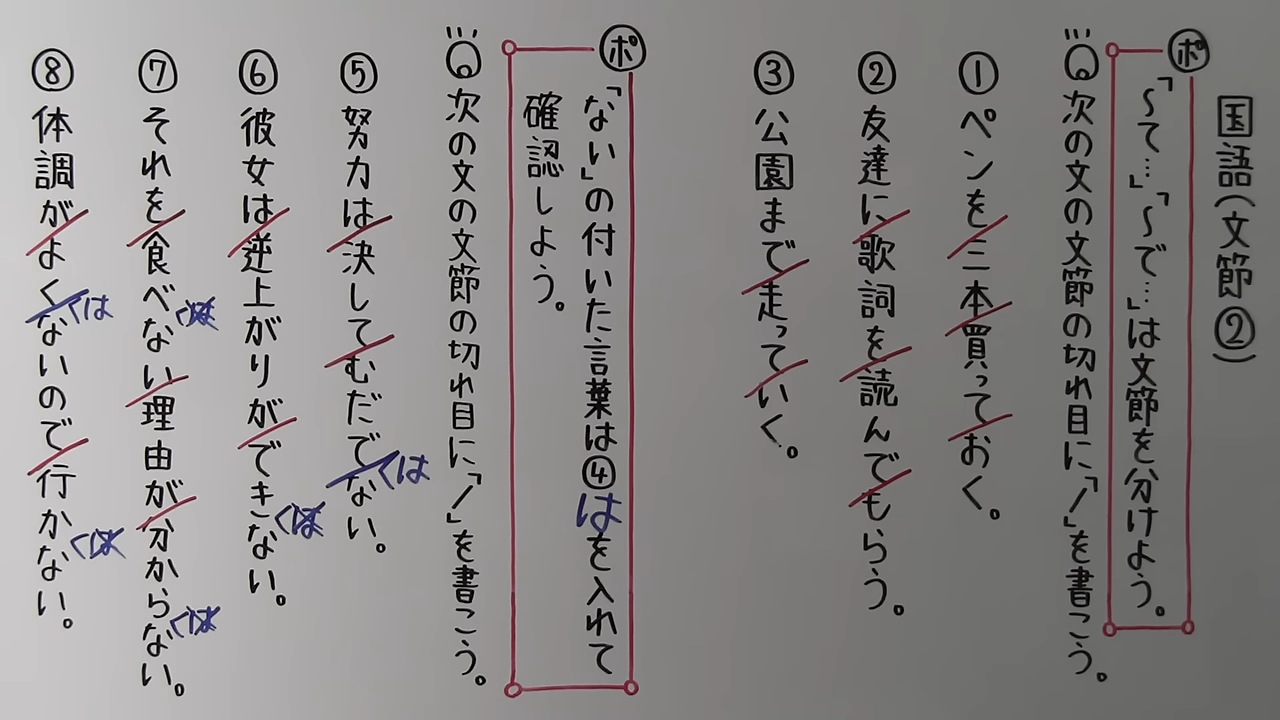 国語(文節②)
ポ
「〜て…」「〜で…」は文節を分けよう。
次の文の文節の切れ目に「/」を書こう。
①ペンを/三本/買って/おく。
②友達に/歌詞を/読んで/もらう。
③公園まで/走って/いく。
ポ
「ない」の付いた言葉は④はを入れて
確認しよう。
次の文の文節の切れ目に「/」を書こう。
⑤努力は/決して/むだで/ない。
は
⑥彼女は/逆上がりが/できない。
は
⑦それを/食べない/理由が/分からない。
は
は
⑧体調が/よく/ないので/行かない。
は
は